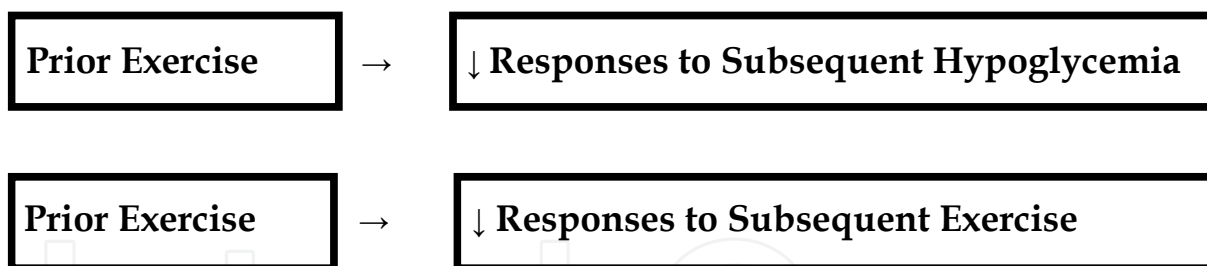 Prior Exercise → ↓ Responses to Subsequent Hypoglycemia
Prior Exercise → ↓ Responses to Subsequent Exercise